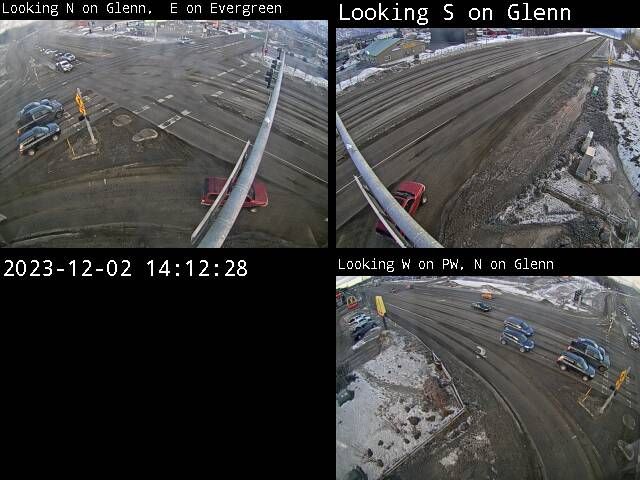 Looking N on Glenn, E on Evergreen
Looking S on Glenn
2023-12-02 14:12:28
Looking W on PW, N on Glenn